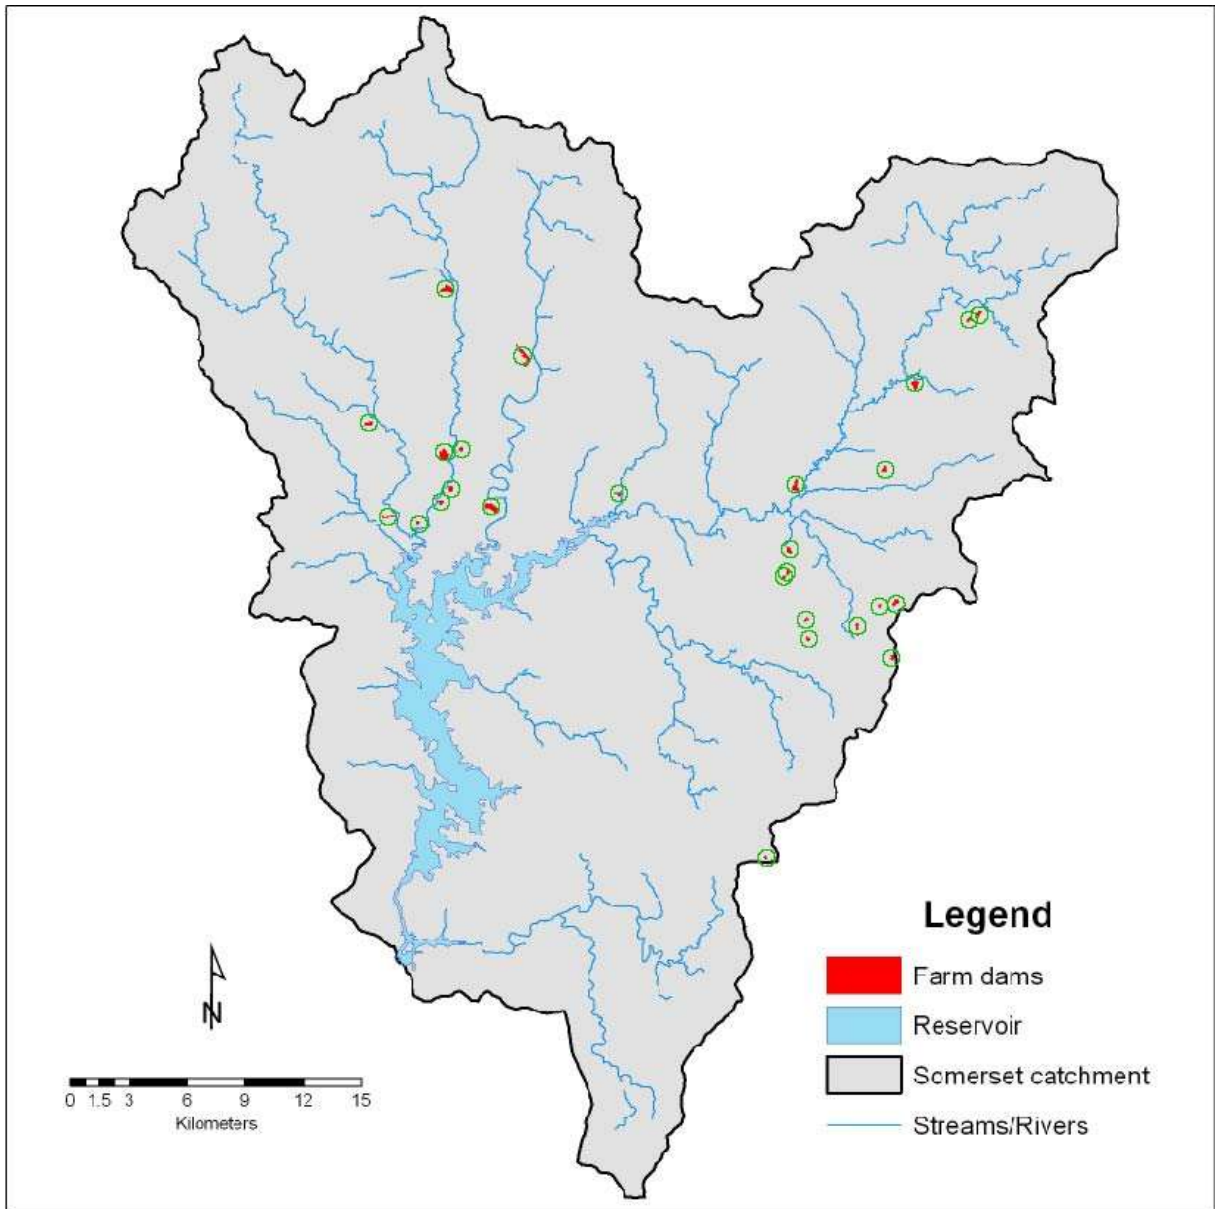 Legend
Farm dams
Reservoir
Somerset catchment
Streams/Rivers
N
0 1.5 3 6 9 12 15
Kilometers